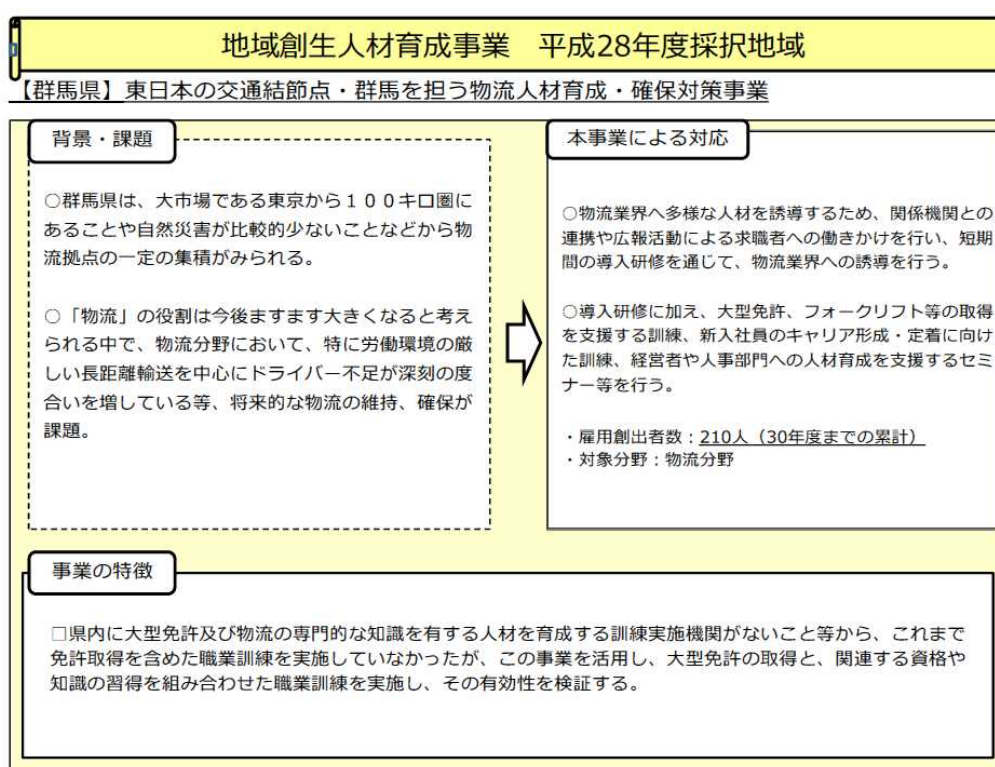 地域創生人材育成事業　平成28年度採択地域
【群馬県】東日本の交通結節点・群馬を担う物流人材育成・確保対策事業
背景・課題
○群馬県は、大市場である東京から１００キロ圏に
あることや自然災害が比較的少ないことなどから物
流拠点の一定の集積がみられる。
○「物流」の役割は今後ますます大きくなると考え
られる中で、物流分野において、特に労働環境の厳
しい長距離輸送を中心にドライバー不足が深刻の度
合いを増している等、将来的な物流の維持、確保が
課題。
本事業による対応
○物流業界へ多様な人材を誘導するため、関係機関との
連携や広報活動による求職者への働きかけを行い、短期
間の導入研修を通じて、物流業界への誘導を行う。
○導入研修に加え、大型免許、フォークリフト等の取得
を支援する訓練、新入社員のキャリア形成・定着に向け
た訓練、経営者や人事部門への人材育成を支援するセミ
ナー等を行う。
・雇用創出者数：210人（30年度までの累計）
・対象分野：物流分野
事業の特徴
□県内に大型免許及び物流の専門的な知識を有する人材を育成する訓練実施機関がないこと等から、これまで
免許取得を含めた職業訓練を実施していなかったが、この事業を活用し、大型免許の取得と、関連する資格や
知識の習得を組み合わせた職業訓練を実施し、その有効性を検証する。